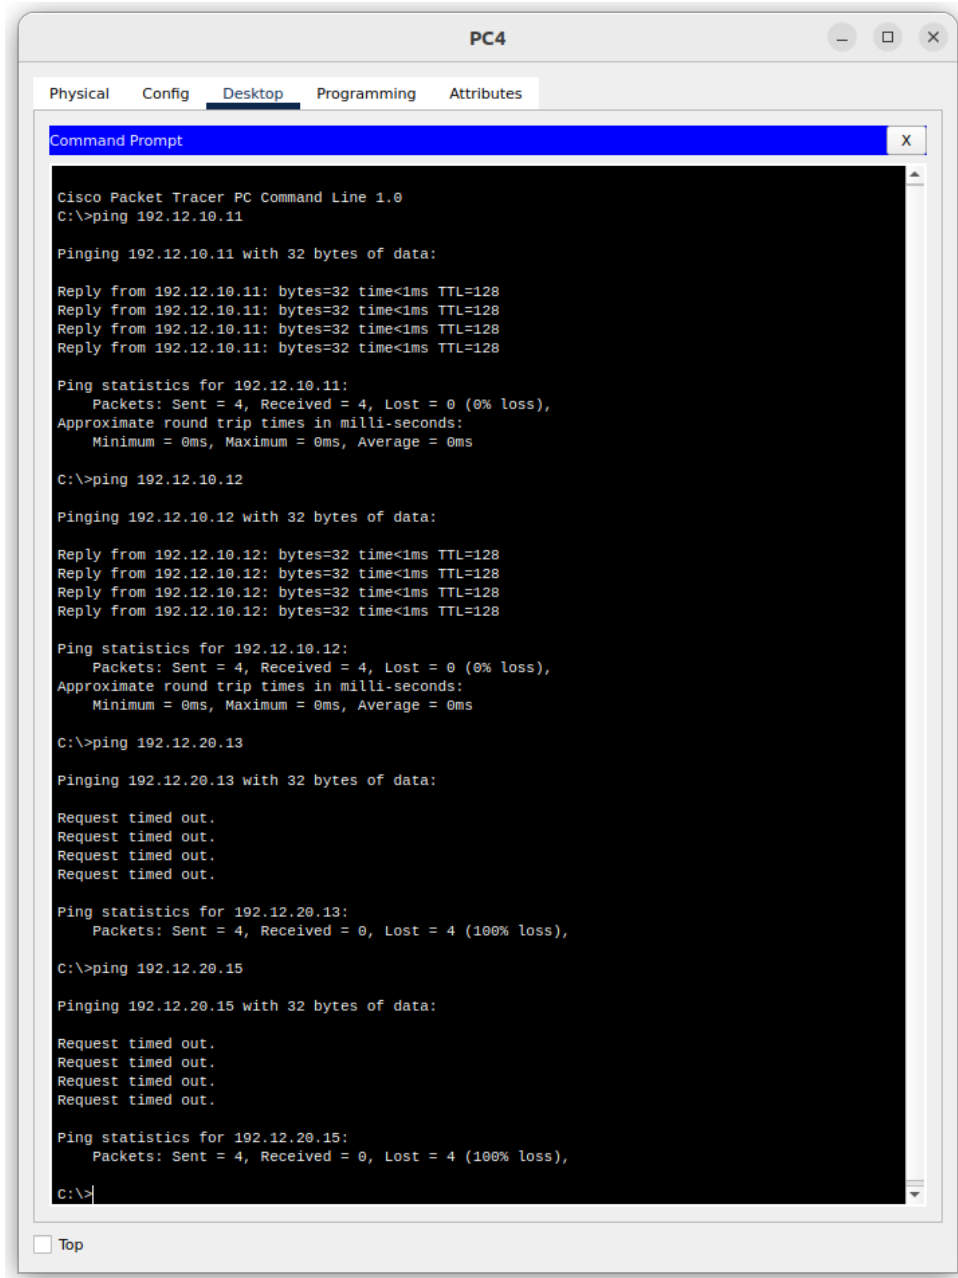 PC4
Physical Config Desktop Programming Attributes
Command Prompt X
Cisco Packet Tracer PC Command Line 1.0
C:\>ping 192.12.10.11
Pinging 192.12.10.11 with 32 bytes of data:
Reply from 192.12.10.11: bytes=32 time<1ms TTL=128
Reply from 192.12.10.11: bytes=32 time<1ms TTL=128
Reply from 192.12.10.11: bytes=32 time<1ms TTL=128
Reply from 192.12.10.11: bytes=32 time<1ms TTL=128
Ping statistics for 192.12.10.11:
    Packets: Sent = 4, Received = 4, Lost = 0 (0% loss),
Approximate round trip times in milli-seconds:
    Minimum = 0ms, Maximum = 0ms, Average = 0ms
C:\>ping 192.12.10.12
Pinging 192.12.10.12 with 32 bytes of data:
Reply from 192.12.10.12: bytes=32 time<1ms TTL=128
Reply from 192.12.10.12: bytes=32 time<1ms TTL=128
Reply from 192.12.10.12: bytes=32 time<1ms TTL=128
Reply from 192.12.10.12: bytes=32 time<1ms TTL=128
Ping statistics for 192.12.10.12:
    Packets: Sent = 4, Received = 4, Lost = 0 (0% loss),
Approximate round trip times in milli-seconds:
    Minimum = 0ms, Maximum = 0ms, Average = 0ms
C:\>ping 192.12.20.13
Pinging 192.12.20.13 with 32 bytes of data:
Request timed out.
Request timed out.
Request timed out.
Request timed out.
Ping statistics for 192.12.20.13:
    Packets: Sent = 4, Received = 0, Lost = 4 (100% loss),
C:\>ping 192.12.20.15
Pinging 192.12.20.15 with 32 bytes of data:
Request timed out.
Request timed out.
Request timed out.
Request timed out.
Ping statistics for 192.12.20.15:
    Packets: Sent = 4, Received = 0, Lost = 4 (100% loss),
C:\>
Top